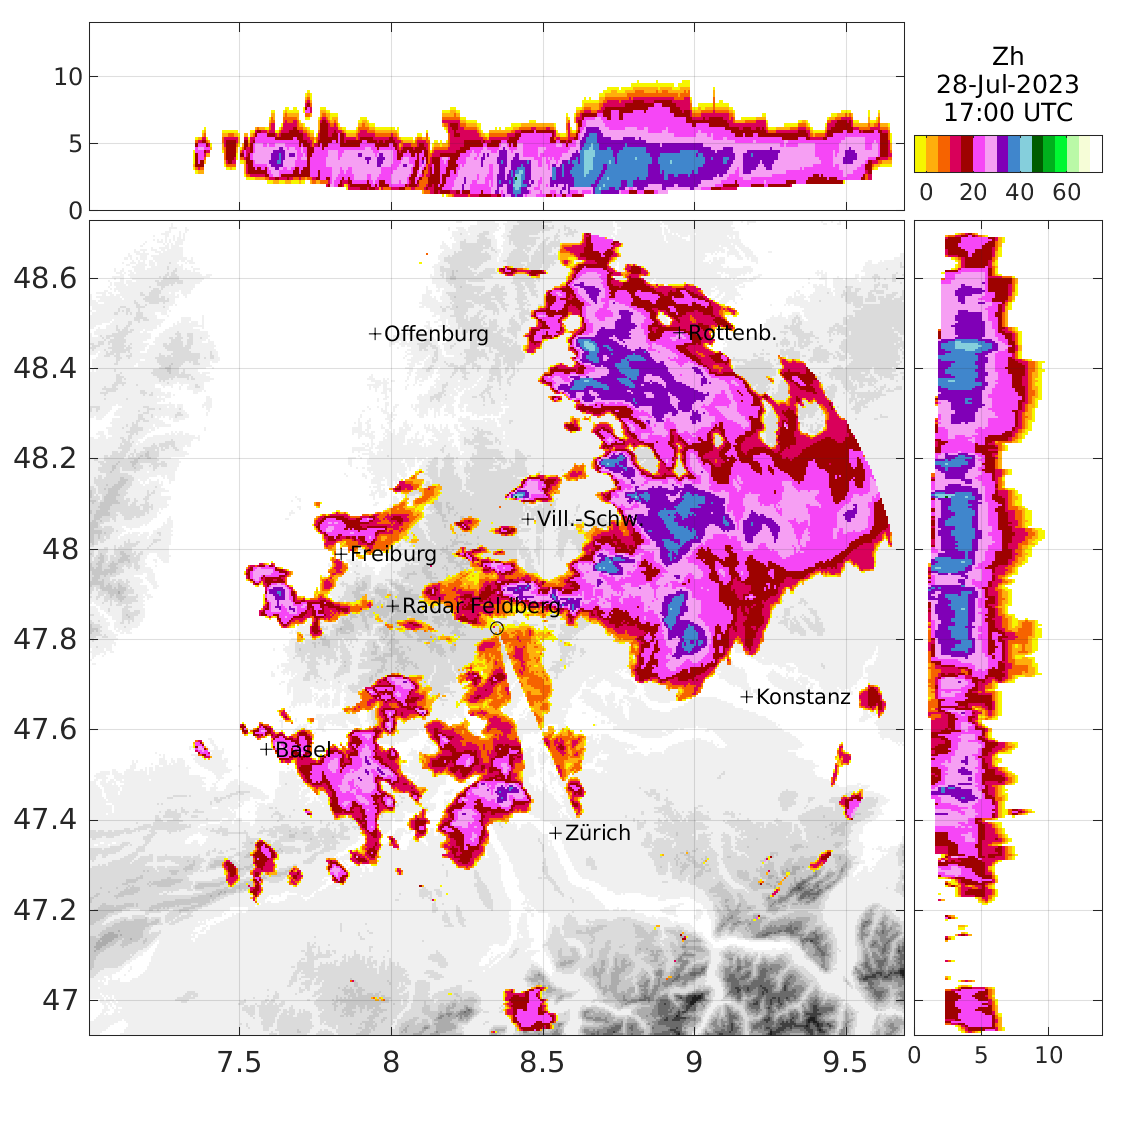 10
5
0
Zh
28-Jul-2023
17:00 UTC
0 20 40 60
48.6
48.4
48.2
48
47.8
47.6
47.4
47.2
47
+Offenburg
+Rottenb.
+Vill.-Schw.
+Freiburg
+Radar Feldberg
+Konstanz
+Basel
+Zürich
7.5 8 8.5 9 9.5
0 5 10